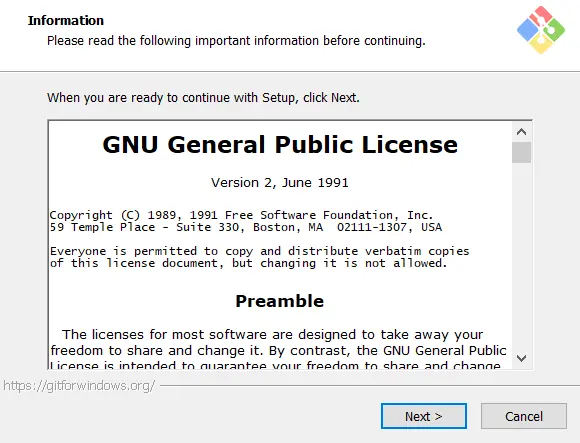 Information
Please read the following important information before continuing.
When you are ready to continue with Setup, click Next.
GNU General Public License
Version 2, June 1991
Copyright (C) 1989, 1991 Free Software Foundation, Inc.
59 Temple Place - Suite 330, Boston, MA  02111-1307, USA
Everyone is permitted to copy and distribute verbatim copies
of this license document, but changing it is not allowed.
Preamble
The licenses for most software are designed to take away your
freedom to share and change it. By contrast, the GNU General Public
License is intended to guarantee your freedom to share and change
https://gitforwindows.org/
Next >
Cancel